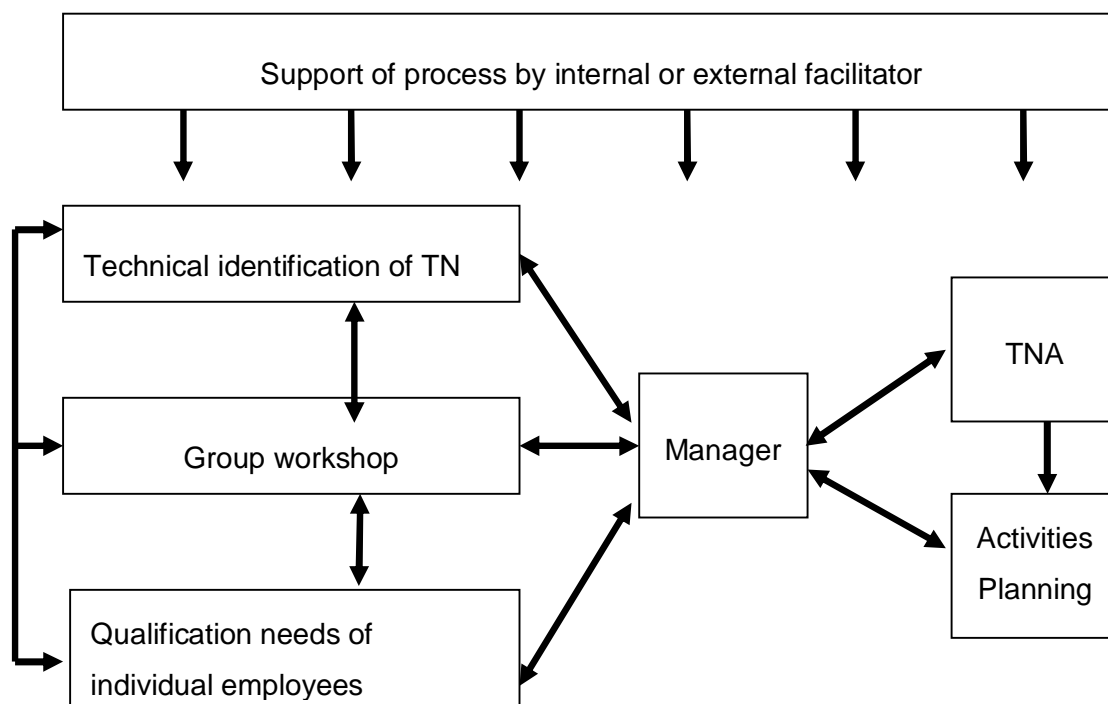 Support of process by internal or external facilitator
Technical identification of TN
Group workshop
Qualification needs of
individual employees
Manager
TNA
Activities
Planning